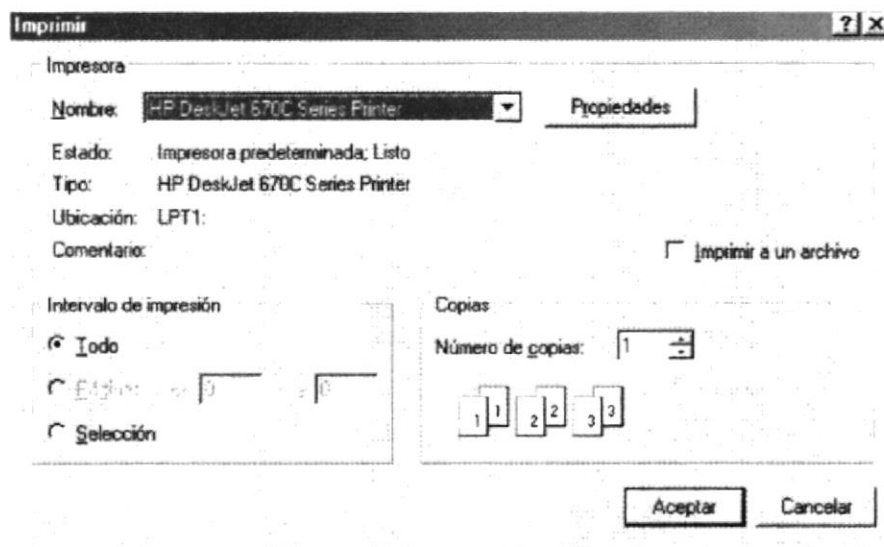 Imprimir
Impresora
Nombre: HP DeskJet 670C Series Printer Propiedades
Estado: Impresora predeterminada; Listo
Tipo: HP DeskJet 670C Series Printer
Ubicación: LPT1:
Comentario: Imprimir a un archivo
Intervalo de impresión
Todo
0 0
Selección
Copias
Número de copias: 1
1 1 2 2 3 3
Aceptar Cancelar